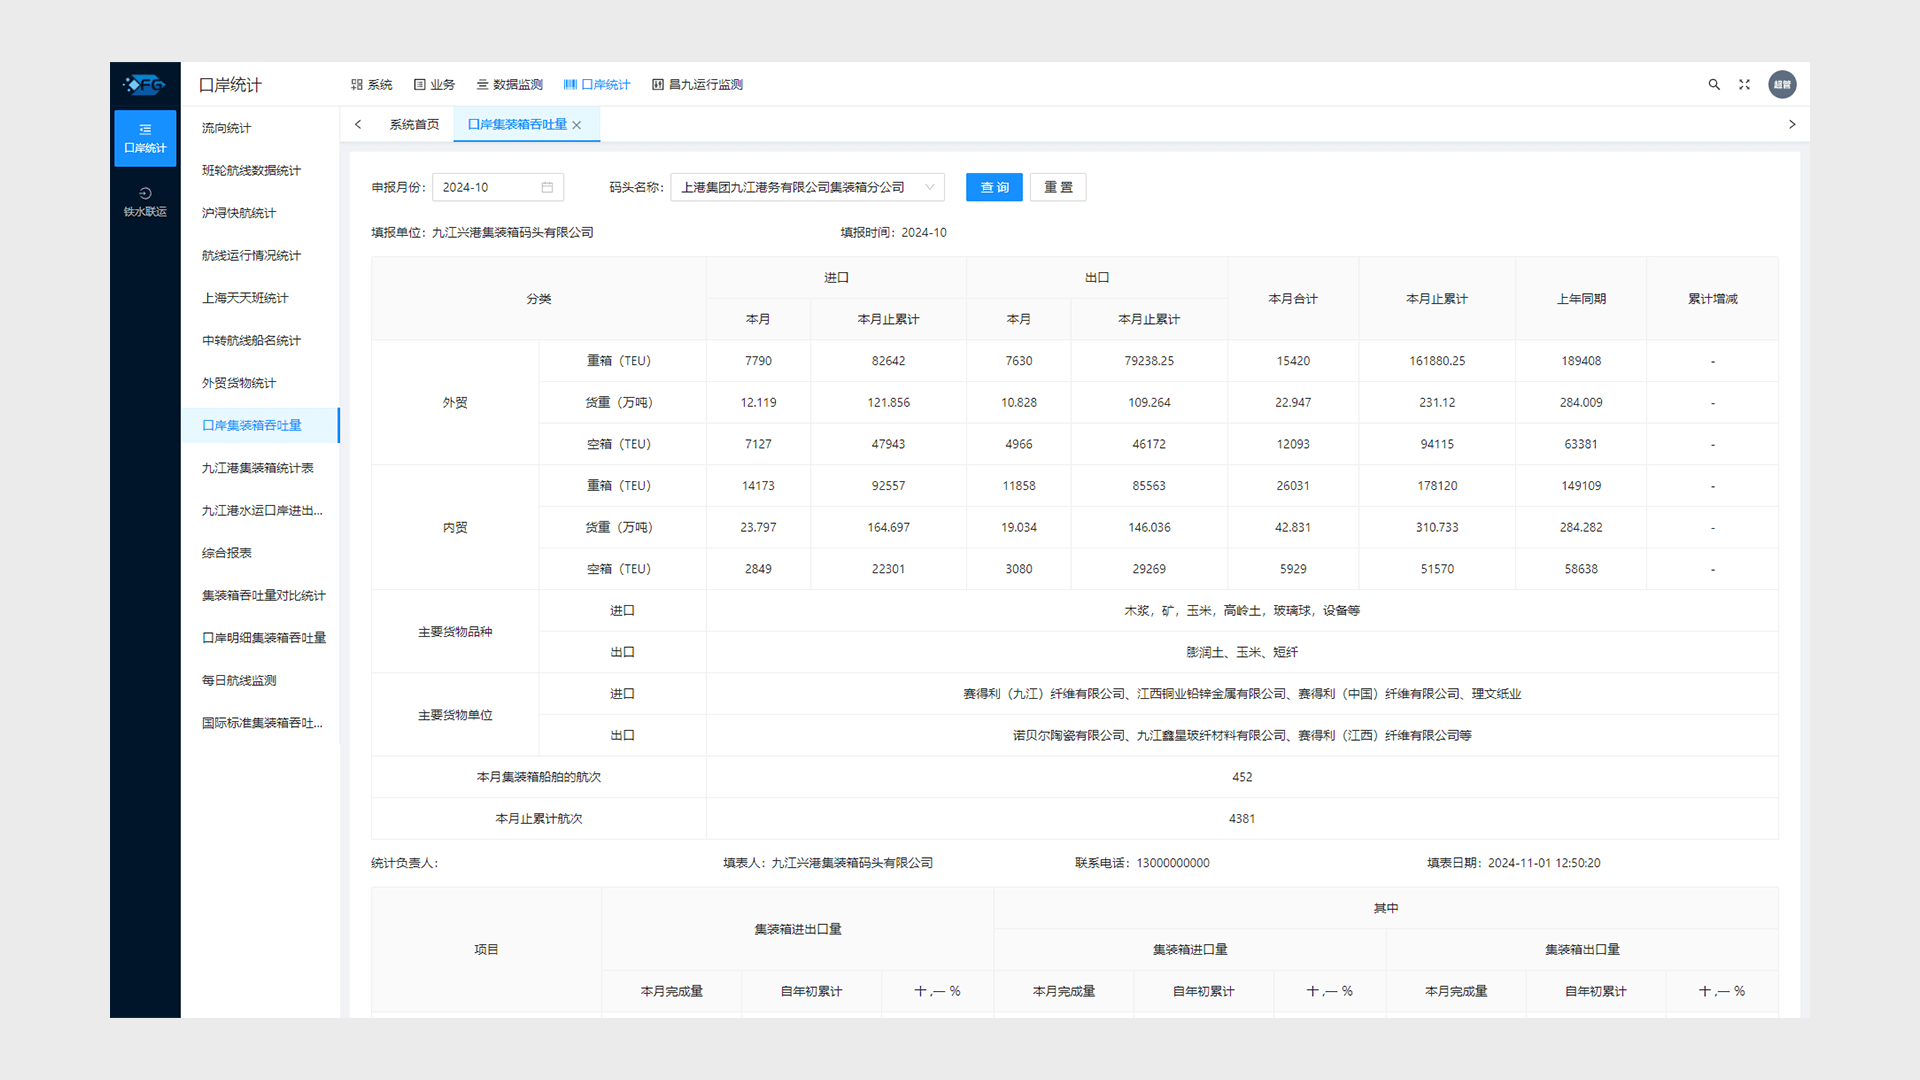 FG
口岸统计
系统
业务
数据监测
口岸统计
昌九运行监测
超管
口岸统计
铁水联运
流向统计
班轮航线数据统计
沪浔快航统计
航线运行情况统计
上海天天班统计
中转航线船名统计
外贸货物统计
口岸集装箱吞吐量
九江港集装箱统计表
九江港水运口岸进出...
综合报表
集装箱吞吐量对比统计
口岸明细集装箱吞吐量
每日航线监测
国际标准集装箱吞吐...
系统首页
口岸集装箱吞吐量
申报月份： 2024-10
码头名称： 上港集团九江港务有限公司集装箱分公司
查 询
重 置
填报单位：九江兴港集装箱码头有限公司
填报时间：2024-10
分类 进口 出口 本月合计 本月止累计 上年同期 累计增减
本月 本月止累计 本月 本月止累计
外贸
重箱（TEU） 7790 82642 7630 79238.25 15420 161880.25 189408 -
货重（万吨） 12.119 121.856 10.828 109.264 22.947 231.12 284.009 -
空箱（TEU） 7127 47943 4966 46172 12093 94115 63381 -
内贸
重箱（TEU） 14173 92557 11858 85563 26031 178120 149109 -
货重（万吨） 23.797 164.697 19.034 146.036 42.831 310.733 284.282 -
空箱（TEU） 2849 22301 3080 29269 5929 51570 58638 -
主要货物品种
进口 木浆，矿，玉米，高岭土，玻璃球，设备等
出口 膨润土、玉米、短纤
主要货物单位
进口 赛得利（九江）纤维有限公司、江西铜业铅锌金属有限公司、赛得利（中国）纤维有限公司、理文纸业
出口 诺贝尔陶瓷有限公司、九江鑫星玻纤材料有限公司、赛得利（江西）纤维有限公司等
本月集装箱船舶的航次 452
本月止累计航次 4381
统计负责人：
填表人：九江兴港集装箱码头有限公司
联系电话：13000000000
填表日期：2024-11-01 12:50:20
项目 集装箱进出口量 其中
集装箱进口量 集装箱出口量
本月完成量 自年初累计 十 ,一 % 本月完成量 自年初累计 十 ,一 % 本月完成量 自年初累计 十 ,一 %